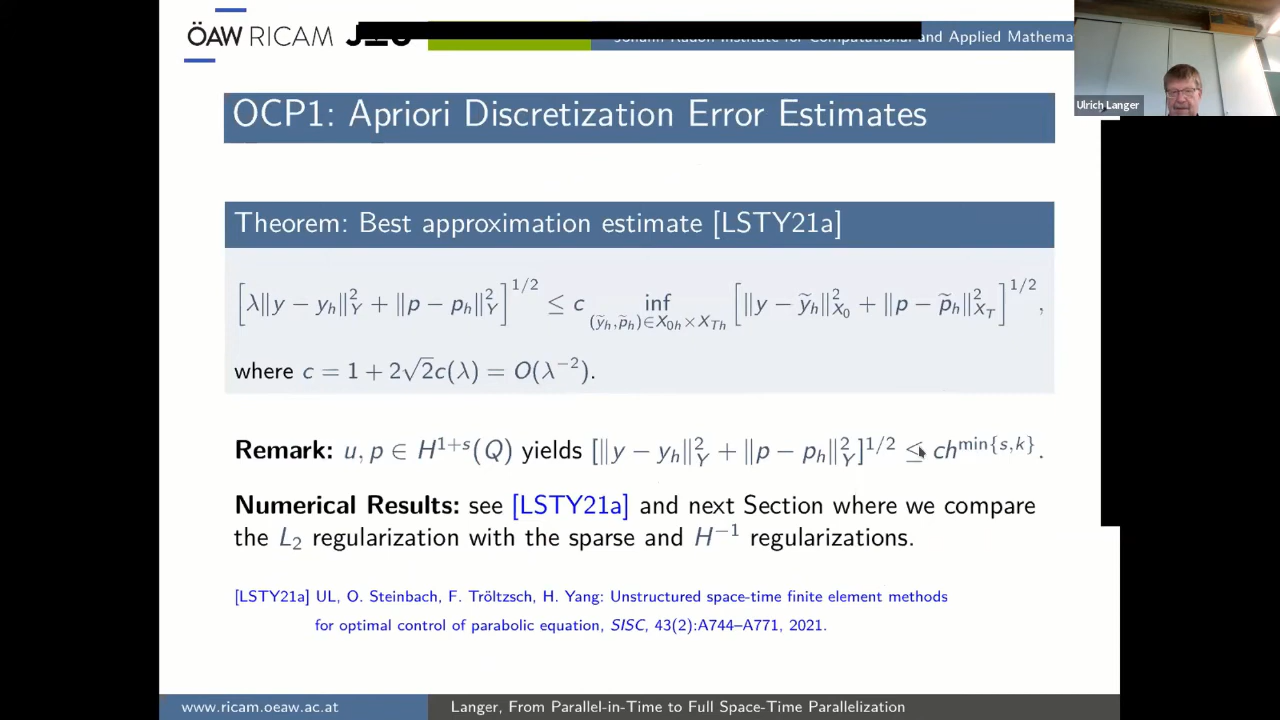 ÖAW RICAM
Johann Radon Institute for Computational and Applied Mathema
Ulrich Langer
OCP1: Apriori Discretization Error Estimates
Theorem: Best approximation estimate [LSTY21a]
[λ‖y − y_h‖²_Y + ‖p − p_h‖²_Y]^{1/2} ≤ c inf_{(ỹ_h, p̃_h)∈X_{0h}×X_{Th}} [‖y − ỹ_h‖²_{X_0} + ‖p − p̃_h‖²_{X_T}]^{1/2},
where c = 1 + 2√2c(λ) = O(λ^{−2}).
Remark: u, p ∈ H^{1+s}(Q) yields [‖y − y_h‖²_Y + ‖p − p_h‖²_Y]^{1/2} ≤ ch^{min{s,k}}.
Numerical Results: see [LSTY21a] and next Section where we compare
the L_2 regularization with the sparse and H^{−1} regularizations.
[LSTY21a] UL, O. Steinbach, F. Tröltzsch, H. Yang: Unstructured space-time finite element methods
for optimal control of parabolic equation, SISC, 43(2):A744–A771, 2021.
www.ricam.oeaw.ac.at
Langer, From Parallel-in-Time to Full Space-Time Parallelization